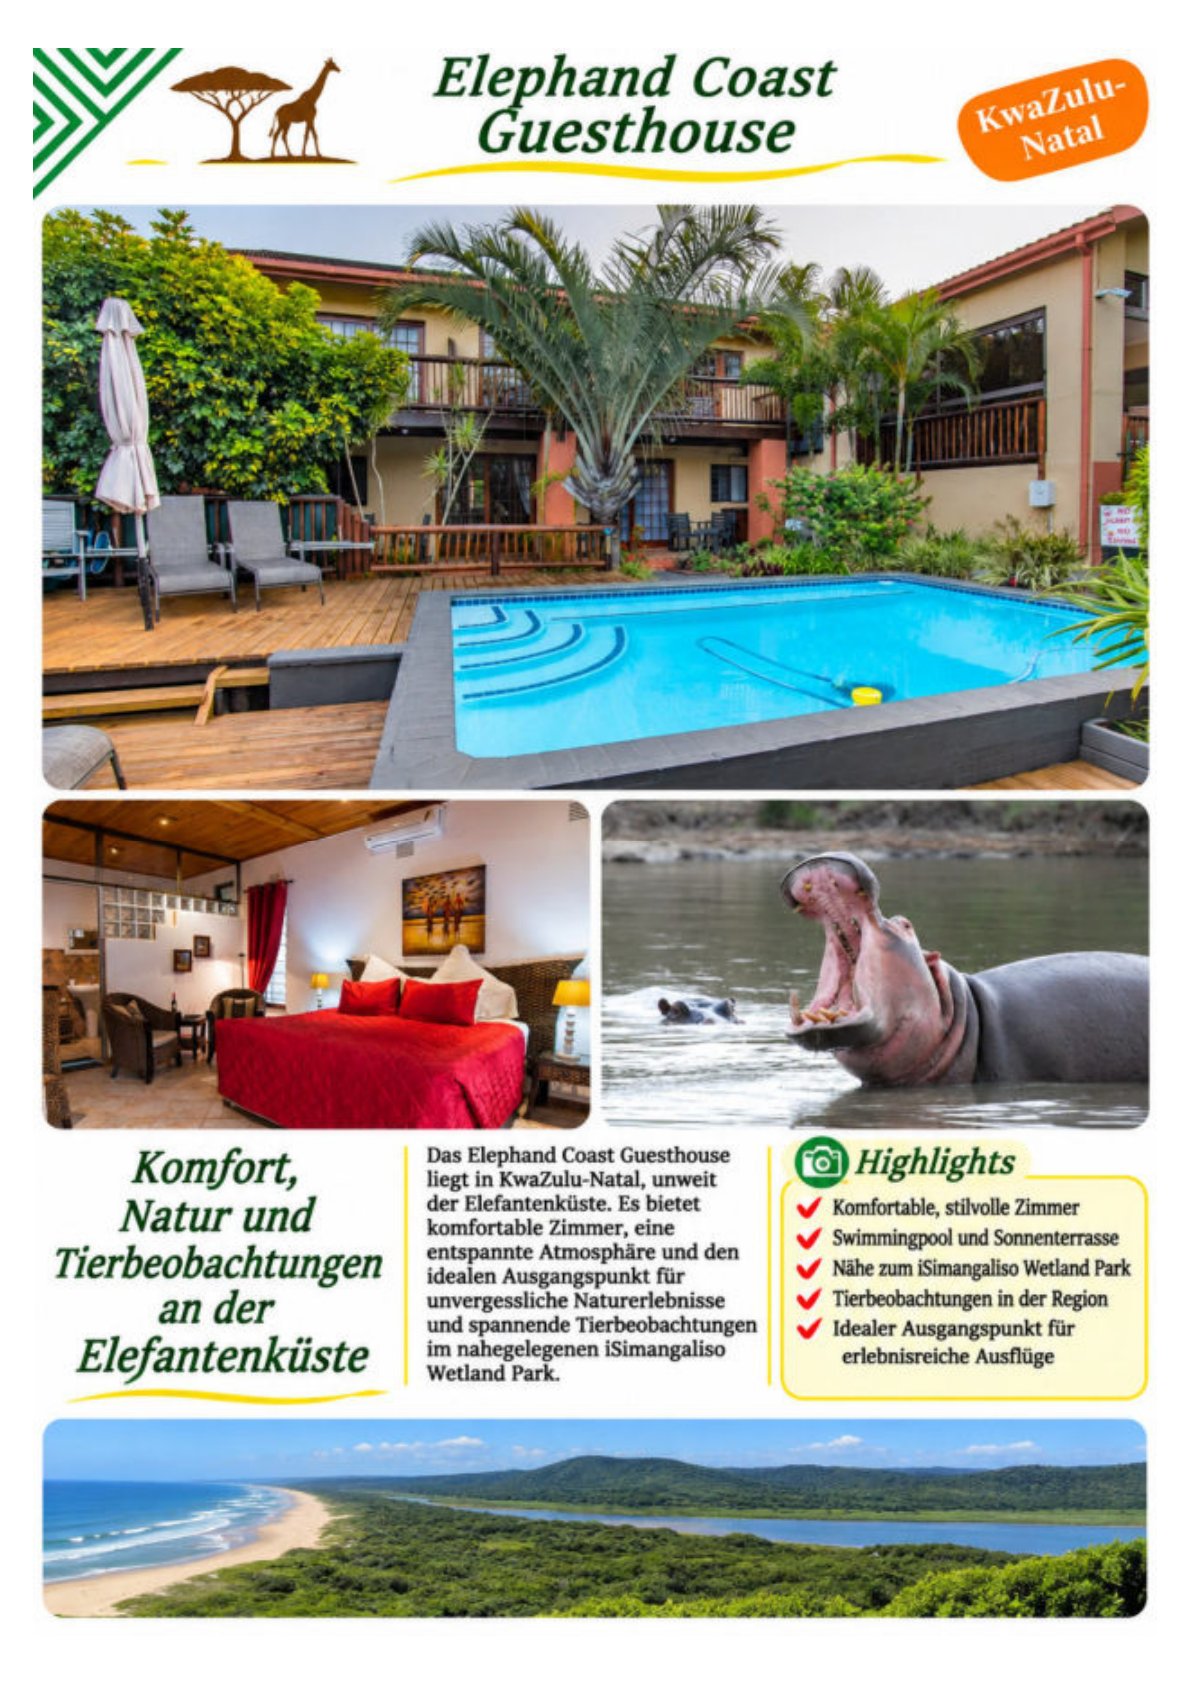 Elephand Coast
Guesthouse
KwaZulu-
Natal
Komfort,
Natur und
Tierbeobachtungen
an der
Elefantenküste
Das Elephand Coast Guesthouse
liegt in KwaZulu-Natal, unweit
der Elefantenküste. Es bietet
komfortable Zimmer, eine
entspannte Atmosphäre und den
idealen Ausgangspunkt für
unvergessliche Naturerlebnisse
und spannende Tierbeobachtungen
im nahegelegenen iSimangaliso
Wetland Park.
Highlights
Komfortable, stilvolle Zimmer
Swimmingpool und Sonnenterrasse
Nähe zum iSimangaliso Wetland Park
Tierbeobachtungen in der Region
Idealer Ausgangspunkt für
erlebnisreiche Ausflüge